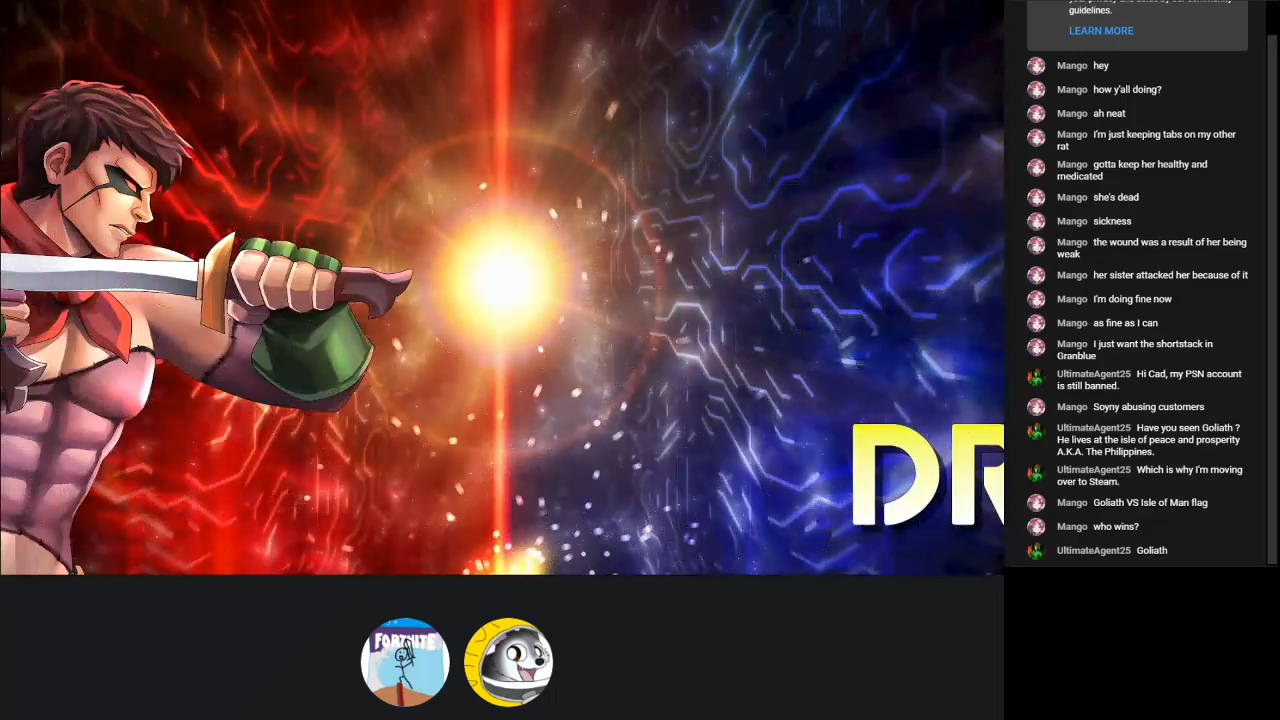 guidelines.
LEARN MORE
Mango hey
Mango how y'all doing?
Mango ah neat
Mango I'm just keeping tabs on my other
rat
Mango gotta keep her healthy and
medicated
Mango she's dead
Mango sickness
Mango the wound was a result of her being
weak
Mango her sister attacked her because of it
Mango I'm doing fine now
Mango as fine as I can
Mango I just want the shortstack in
Granblue
UltimateAgent25 Hi Cad, my PSN account
is still banned.
Mango Soyny abusing customers
UltimateAgent25 Have you seen Goliath ?
He lives at the isle of peace and prosperity
A.K.A. The Philippines.
UltimateAgent25 Which is why I'm moving
over to Steam.
Mango Goliath VS Isle of Man flag
Mango who wins?
UltimateAgent25 Goliath
DR
FORTNITE